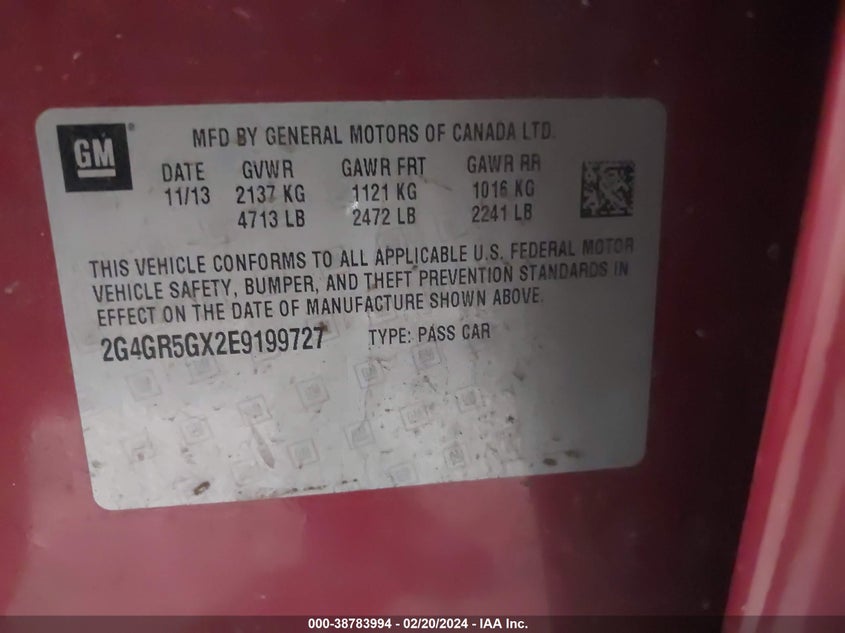 GM®
MFD BY GENERAL MOTORS OF CANADA LTD.
DATE GVWR GAWR FRT GAWR RR
11/13 2137 KG 1121 KG 1016 KG
4713 LB 2472 LB 2241 LB
THIS VEHICLE CONFORMS TO ALL APPLICABLE U.S. FEDERAL MOTOR
VEHICLE SAFETY, BUMPER, AND THEFT PREVENTION STANDARDS IN
EFFECT ON THE DATE OF MANUFACTURE SHOWN ABOVE.
2G4GR5GX2E9199727 TYPE: PASS CAR
000-38783994 - 02/20/2024 - IAA Inc.